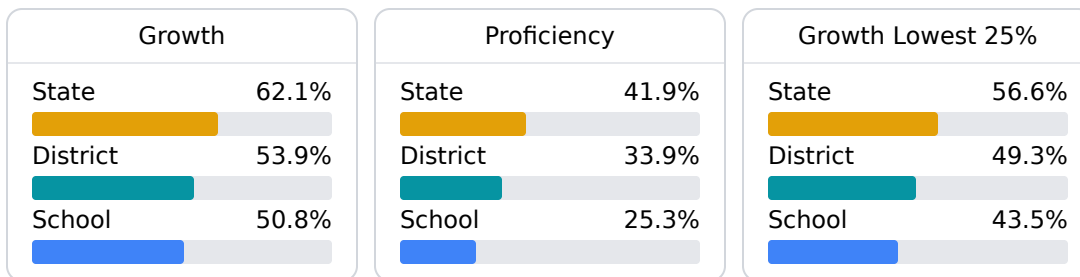 Growth
State 62.1%
District 53.9%
School 50.8%
Proficiency
State 41.9%
District 33.9%
School 25.3%
Growth Lowest 25%
State 56.6%
District 49.3%
School 43.5%